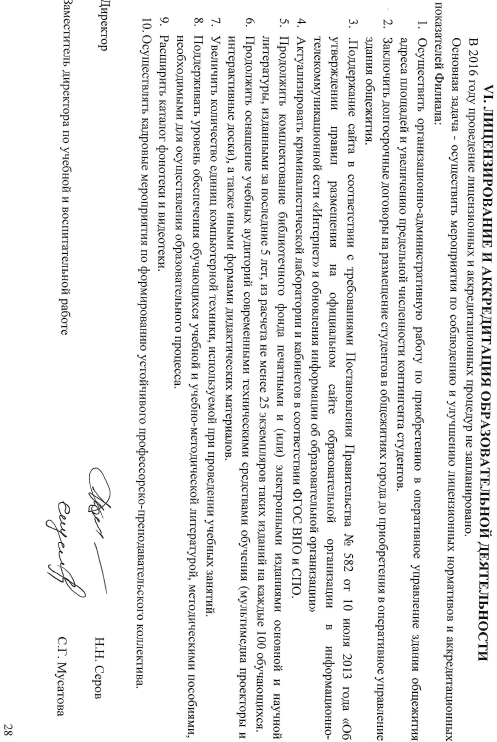 VI. ЛИЦЕНЗИРОВАНИЕ И АККРЕДИТАЦИЯ ОБРАЗОВАТЕЛЬНОЙ ДЕЯТЕЛЬНОСТИ
В 2016 году проведение лицензионных и аккредитационных процедур не запланировано.
Основная задача - осуществить мероприятия по соблюдению и улучшению лицензионных нормативов и аккредитационных
показателей Филиала:
1. Осуществить организационно-административную работу по приобретению в оперативное управление здания общежития
адреса площадей и увеличению предельной численности контингента студентов.
2. Заключить долгосрочные договоры на размещение студентов в общежитиях города до приобретения в оперативное управление
здания общежития.
3. .Поддержание сайта в соответствии с требованиями Постановления Правительства № 582 от 10 июля 2013 года «Об
утверждении правил размещения на официальном сайте образовательной организации в информационно-
телекоммуникационной сети «Интернет» и обновления информации об образовательной организации»
4. Актуализировать криминалистической лаборатории и кабинетов в соответствии ФГОС ВПО и СПО.
5. Продолжить комплектование библиотечного фонда печатными и (или) электронными изданиями основной и научной
литературы, изданными за последние 5 лет, из расчета не менее 25 экземпляров таких изданий на каждые 100 обучающихся.
6. Продолжить оснащение учебных аудиторий современными техническими средствами обучения (мультимедиа проекторы и
интерактивные доски), а также иными формами дидактических материалов.
7. Увеличить количество единиц компьютерной техники, используемой при проведении учебных занятий.
8. Поддерживать уровень обеспечения обучающихся учебной и учебно-методической литературой, методическими пособиями,
необходимыми для осуществления образовательного процесса.
9. Расширить каталог фонотеки и видеотеки.
10. Осуществлять кадровые мероприятия по формированию устойчивого профессорско-преподавательского коллектива.
Директор Н.Н. Серов
Заместитель директора по учебной и воспитательной работе С.Г. Мусатова
28